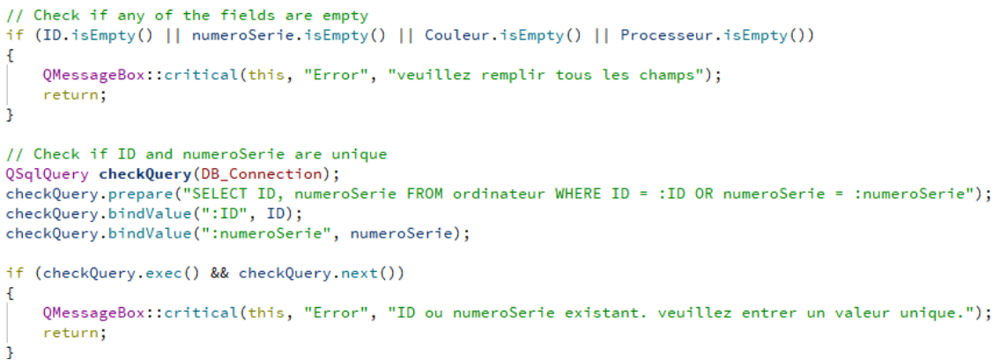 // Check if any of the fields are empty
if (ID.isEmpty() || numeroSerie.isEmpty() || Couleur.isEmpty() || Processeur.isEmpty())
{
    QMessageBox::critical(this, "Error", "veuillez remplir tous les champs");
    return;
}

// Check if ID and numeroSerie are unique
QSqlQuery checkQuery(DB_Connection);
checkQuery.prepare("SELECT ID, numeroSerie FROM ordinateur WHERE ID = :ID OR numeroSerie = :numeroSerie");
checkQuery.bindValue(":ID", ID);
checkQuery.bindValue(":numeroSerie", numeroSerie);

if (checkQuery.exec() && checkQuery.next())
{
    QMessageBox::critical(this, "Error", "ID ou numeroSerie existant. veuillez entrer un valeur unique.");
    return;
}